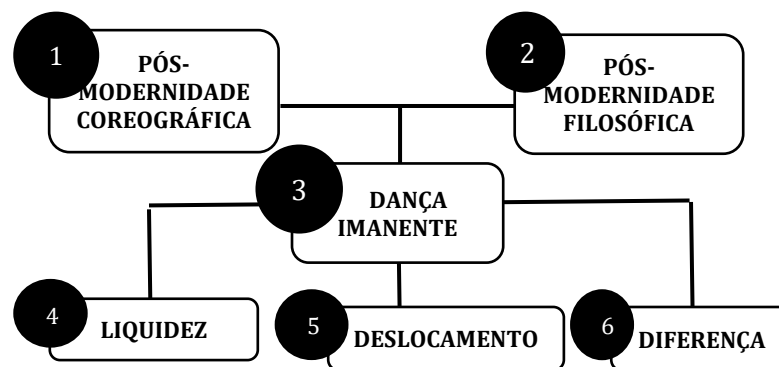 1
PÓS-
MODERNIDADE
COREOGRÁFICA
2
PÓS-
MODERNIDADE
FILOSÓFICA
3
DANÇA
IMANENTE
4
LIQUIDEZ
5
DESLOCAMENTO
6
DIFERENÇA